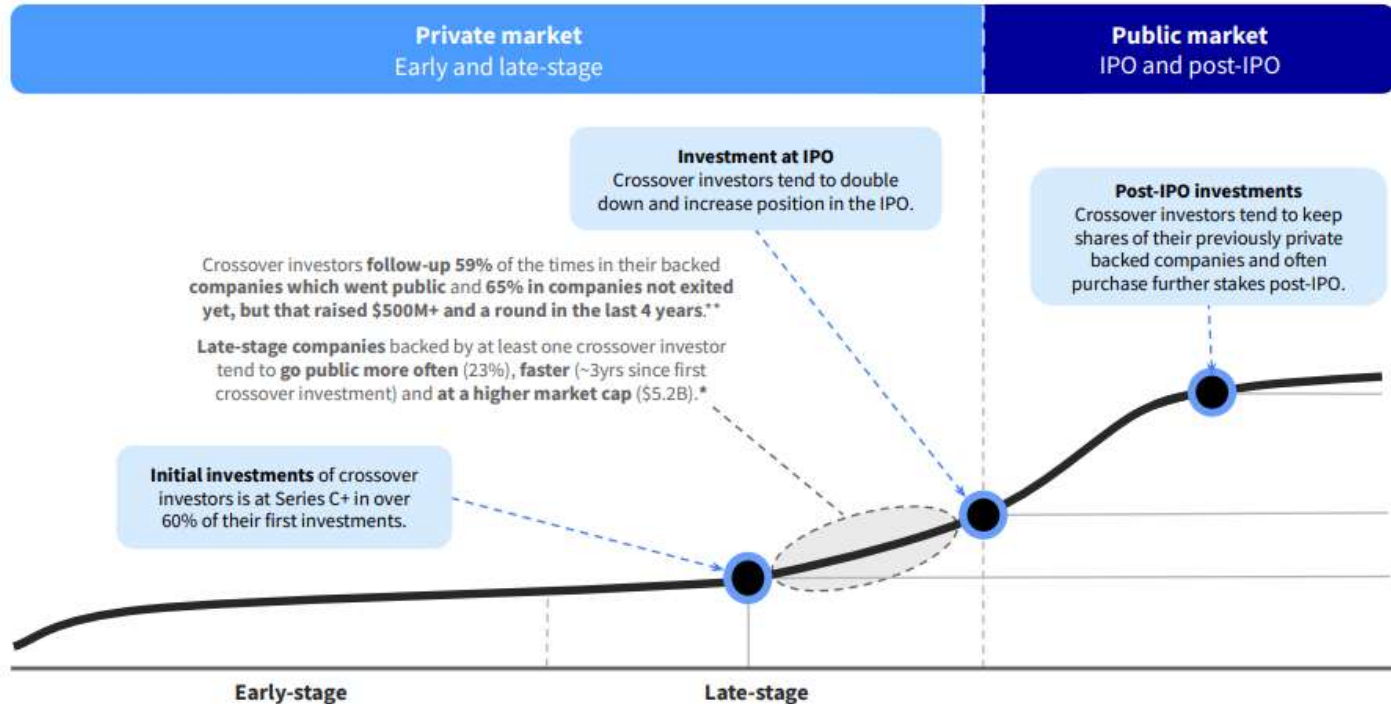 Private market
Early and late-stage
Public market
IPO and post-IPO
Investment at IPO
Crossover investors tend to double
down and increase position in the IPO.
Post-IPO investments
Crossover investors tend to keep
shares of their previously private
backed companies and often
purchase further stakes post-IPO.
Crossover investors follow-up 59% of the times in their backed
companies which went public and 65% in companies not exited
yet, but that raised $500M+ and a round in the last 4 years.**
Late-stage companies backed by at least one crossover investor
tend to go public more often (23%), faster (~3yrs since first
crossover investment) and at a higher market cap ($5.2B).*
Initial investments of crossover
investors is at Series C+ in over
60% of their first investments.
Early-stage
Late-stage